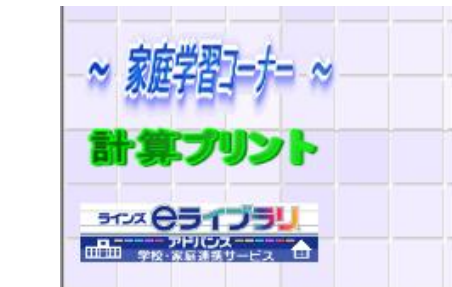 ～ 家庭学習コーナー ～
計算プリント
ラインズ eライブラリ
アドバンス
学校・家庭連携サービス